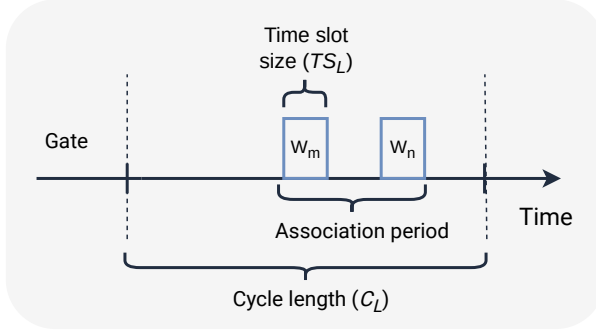 Time slot
size (TS_L)
Gate
W_m
W_n
Time
Association period
Cycle length (C_L)